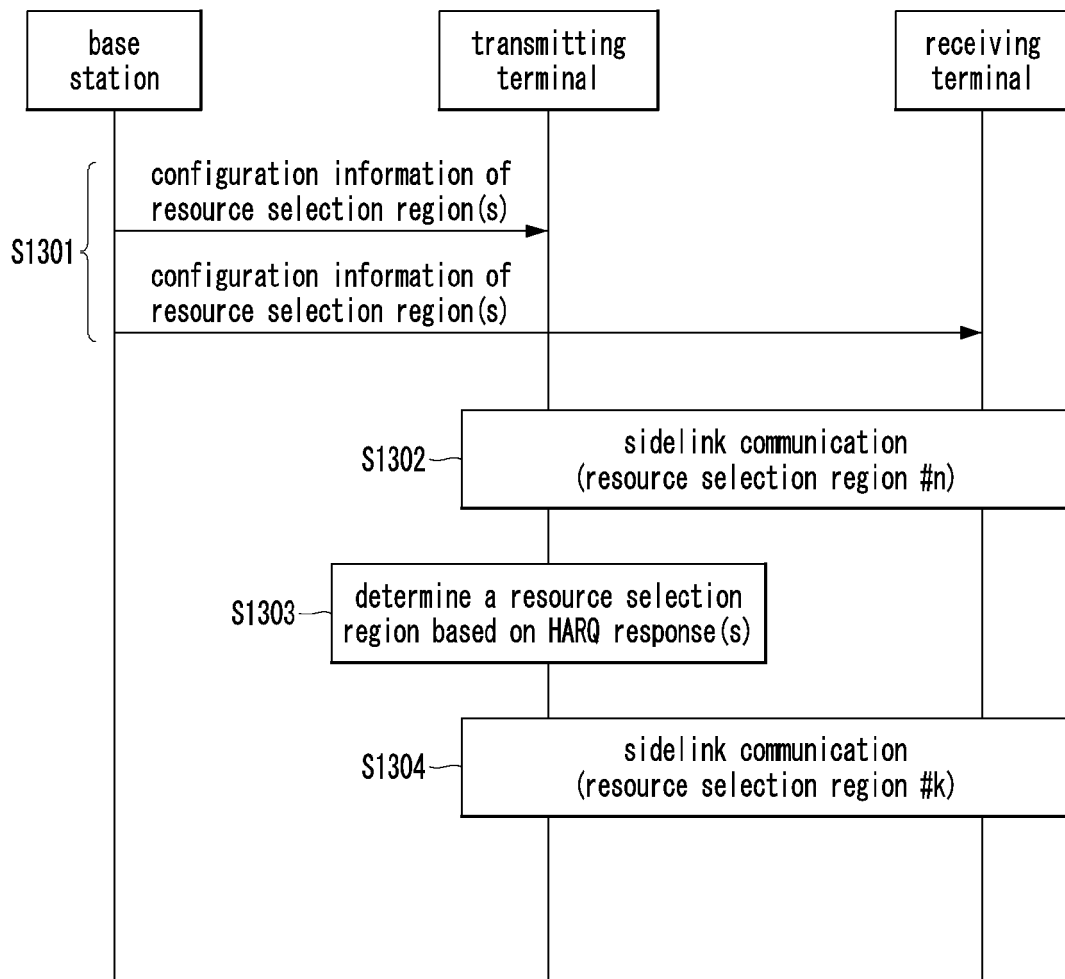 base
station
transmitting
terminal
receiving
terminal
configuration information of
resource selection region(s)
S1301
configuration information of
resource selection region(s)
S1302
sidelink communication
(resource selection region #n)
S1303
determine a resource selection
region based on HARQ response(s)
S1304
sidelink communication
(resource selection region #k)